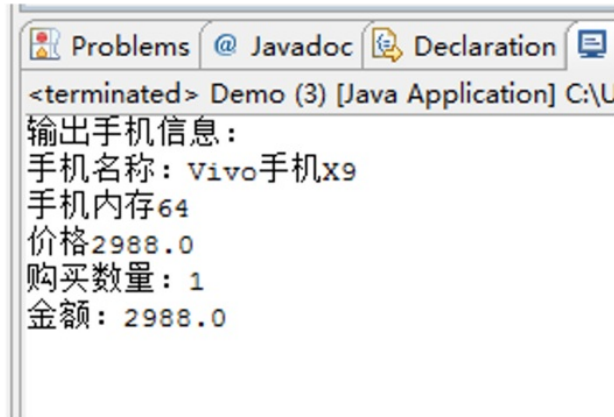 Problems @ Javadoc Declaration
<terminated> Demo (3) [Java Application] C:\U
输出手机信息：
手机名称：Vivo手机X9
手机内存64
价格2988.0
购买数量：1
金额：2988.0